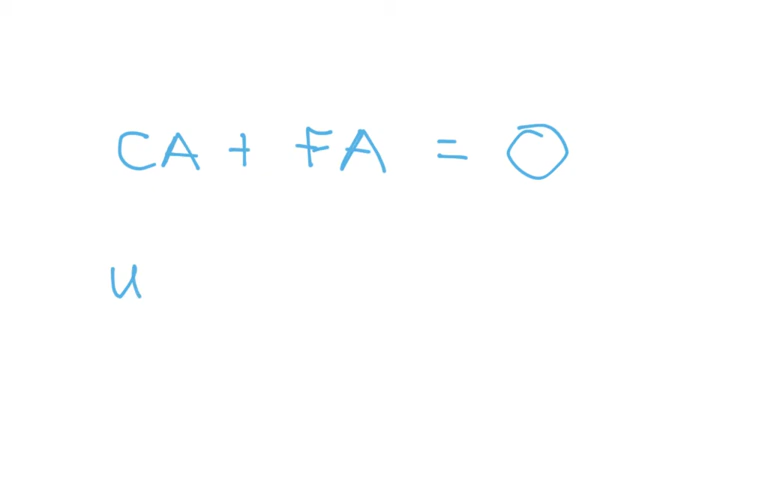 CA + FA = O
u